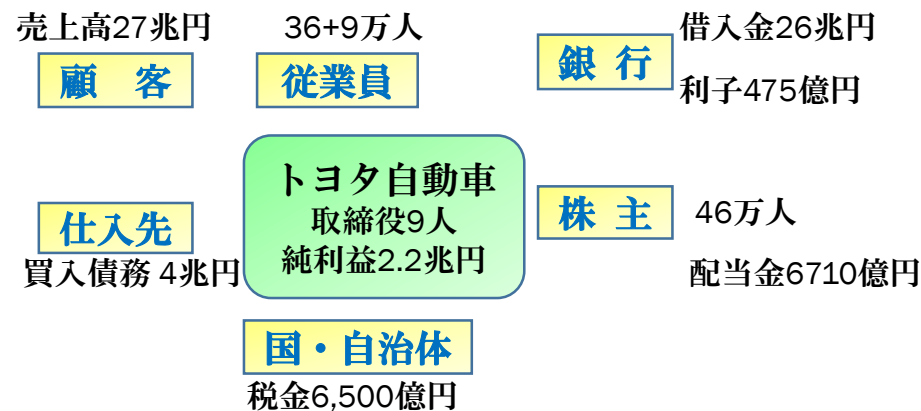 売上高27兆円
顧　客
36+9万人
従業員
銀 行
借入金26兆円
利子475億円
トヨタ自動車
取締役9人
純利益2.2兆円
仕入先
買入債務 4兆円
株 主
46万人
配当金6710億円
国・自治体
税金6,500億円